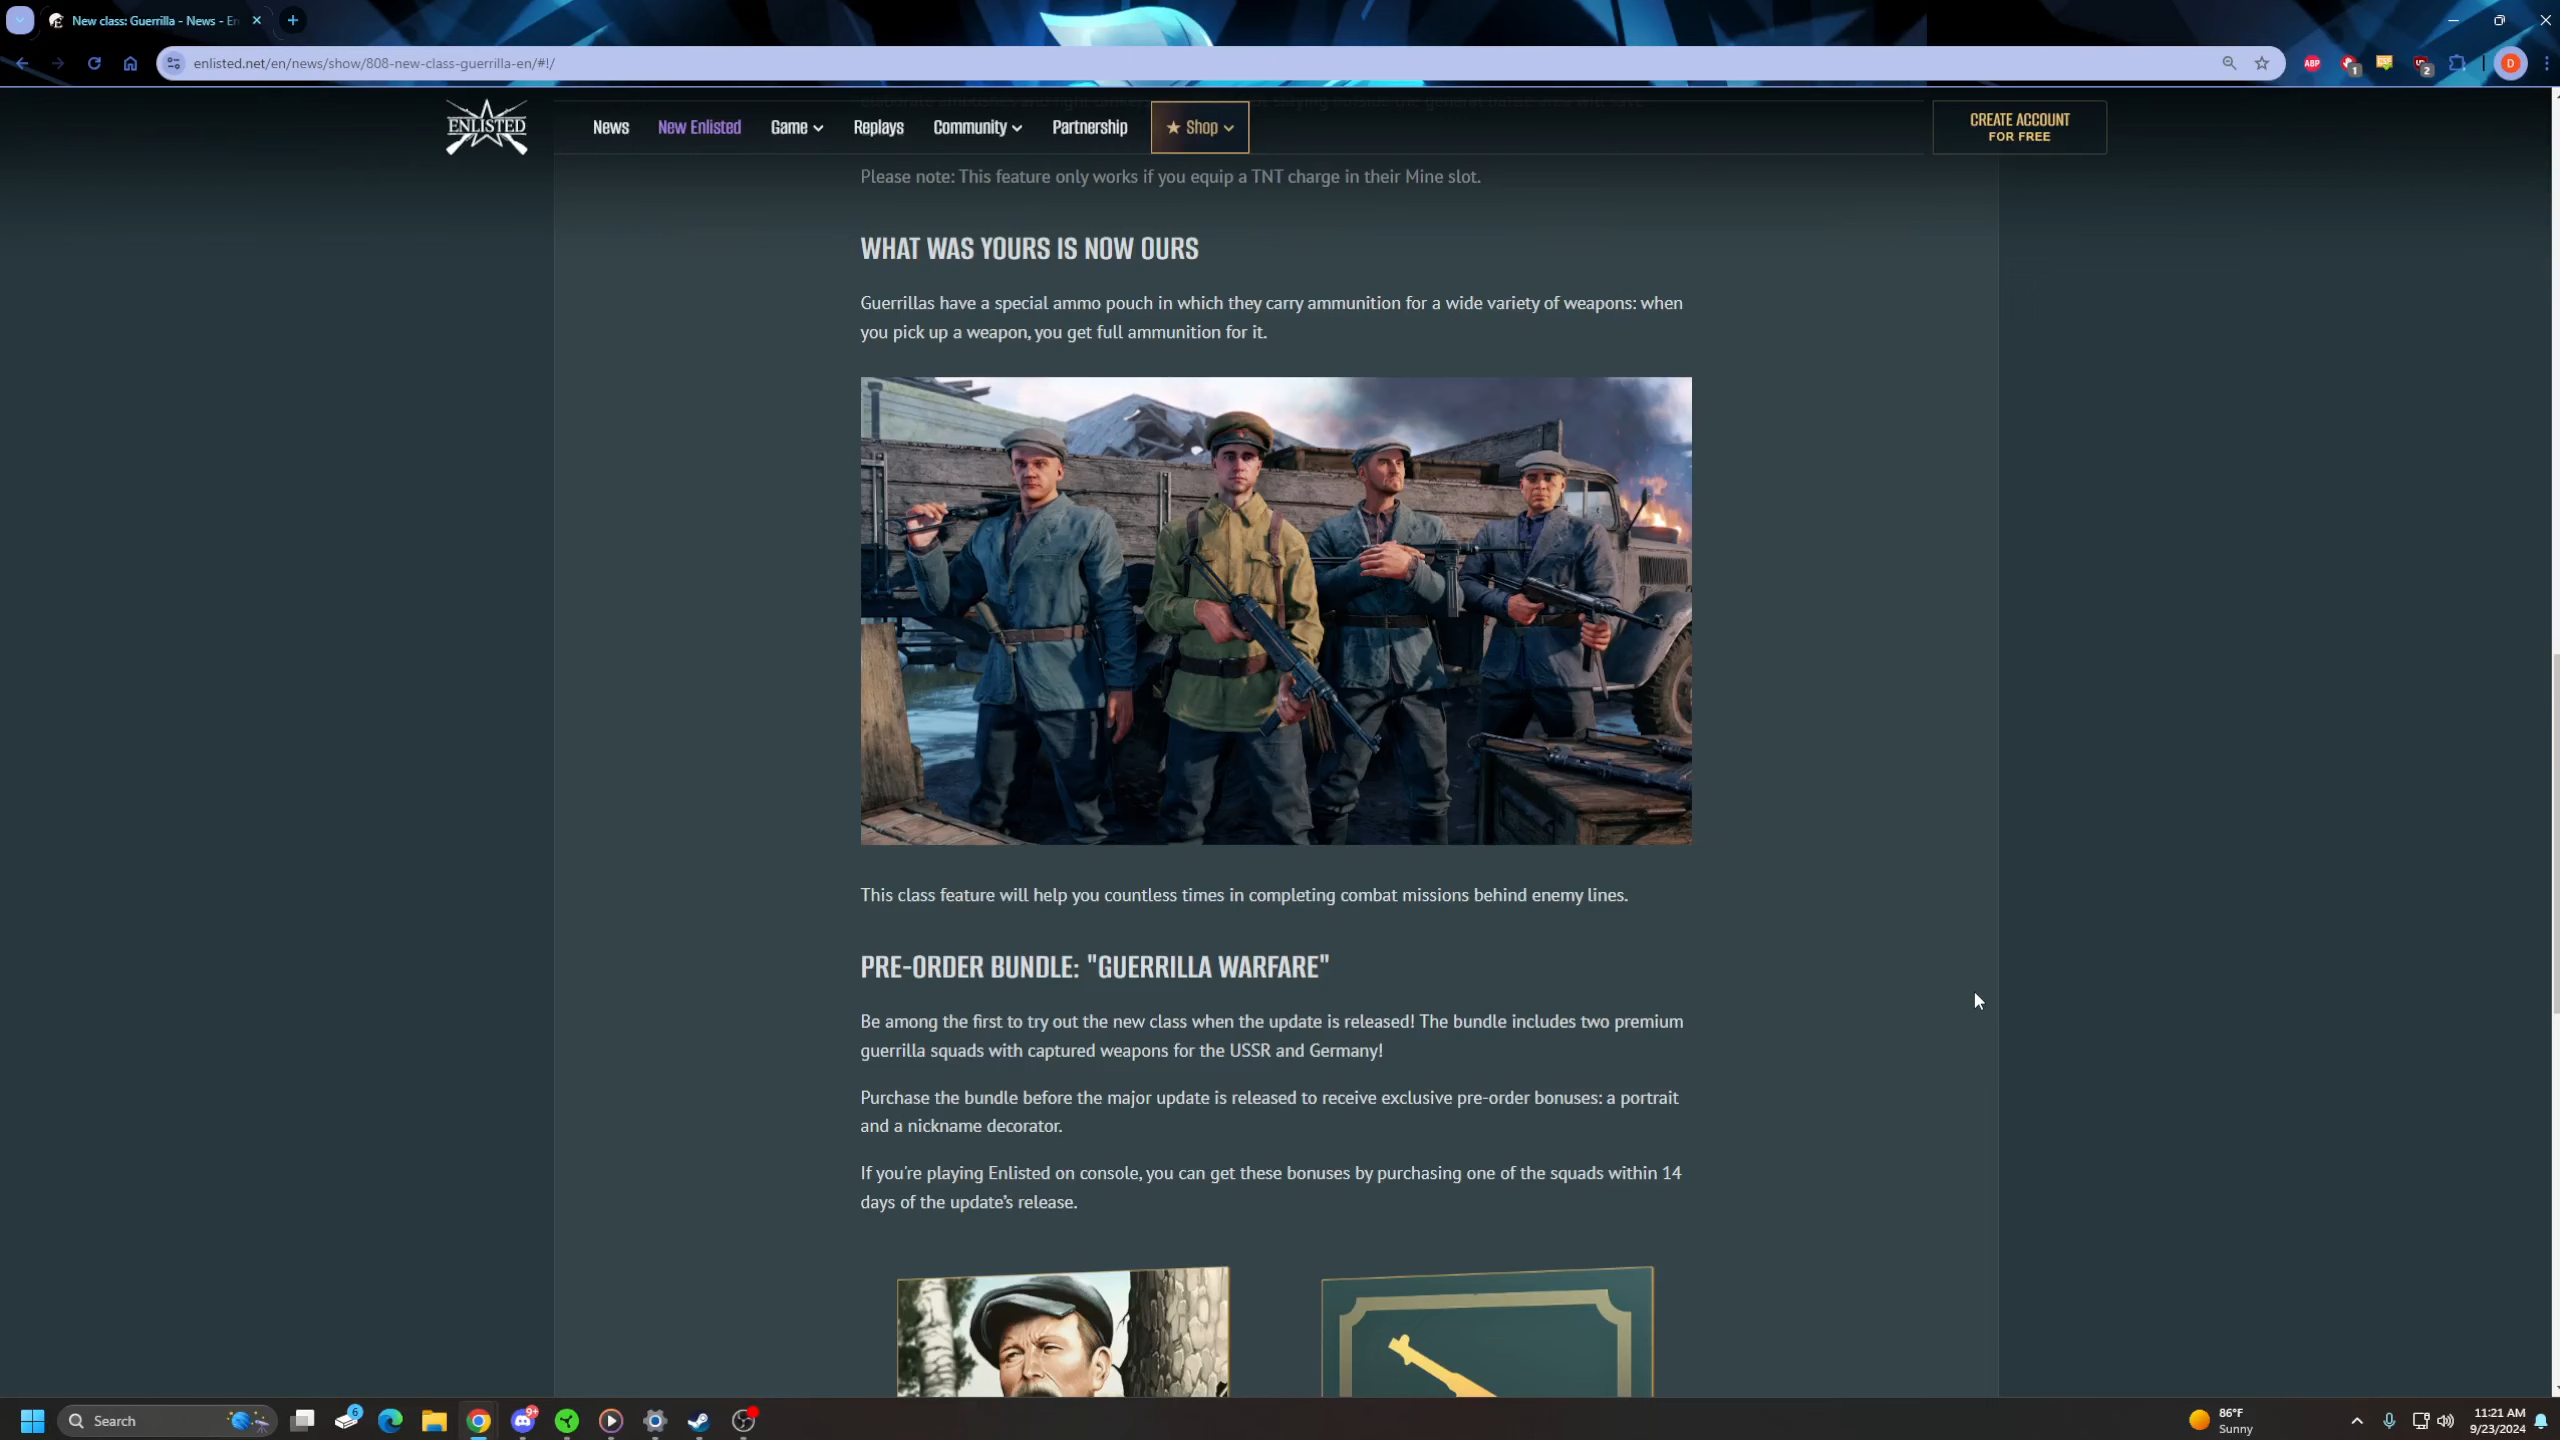 New class: Guerrilla - News - En
enlisted.net/en/news/show/808-new-class-guerrilla-en/#!/
ABP
1
2
D
ENLISTED
News
New Enlisted
Game
Replays
Community
Partnership
★ Shop
CREATE ACCOUNT
FOR FREE
Please note: This feature only works if you equip a TNT charge in their Mine slot.
WHAT WAS YOURS IS NOW OURS
Guerrillas have a special ammo pouch in which they carry ammunition for a wide variety of weapons: when
you pick up a weapon, you get full ammunition for it.
This class feature will help you countless times in completing combat missions behind enemy lines.
PRE-ORDER BUNDLE: "GUERRILLA WARFARE"
Be among the first to try out the new class when the update is released! The bundle includes two premium
guerrilla squads with captured weapons for the USSR and Germany!
Purchase the bundle before the major update is released to receive exclusive pre-order bonuses: a portrait
and a nickname decorator.
If you're playing Enlisted on console, you can get these bonuses by purchasing one of the squads within 14
days of the update's release.
Search
6
9+
86°F
Sunny
11:21 AM
9/23/2024